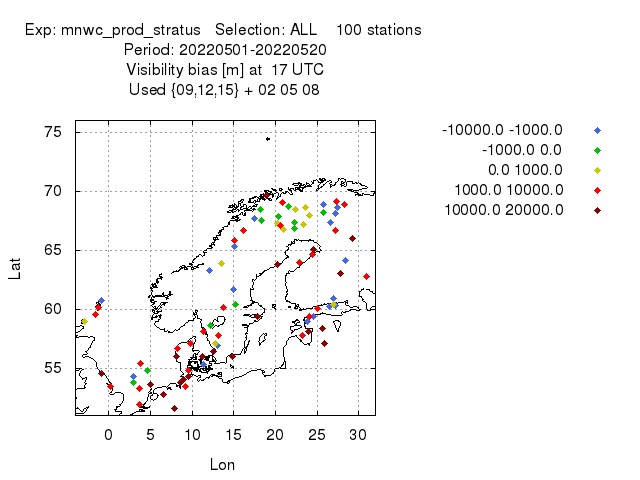 Exp: mnwc_prod_stratus   Selection: ALL    100 stations
Period: 20220501-20220520
Visibility bias [m] at  17 UTC
Used {09,12,15} + 02 05 08
-10000.0 -1000.0
-1000.0 0.0
0.0 1000.0
1000.0 10000.0
10000.0 20000.0
75
70
65
60
55
Lat
0 5 10 15 20 25 30
Lon